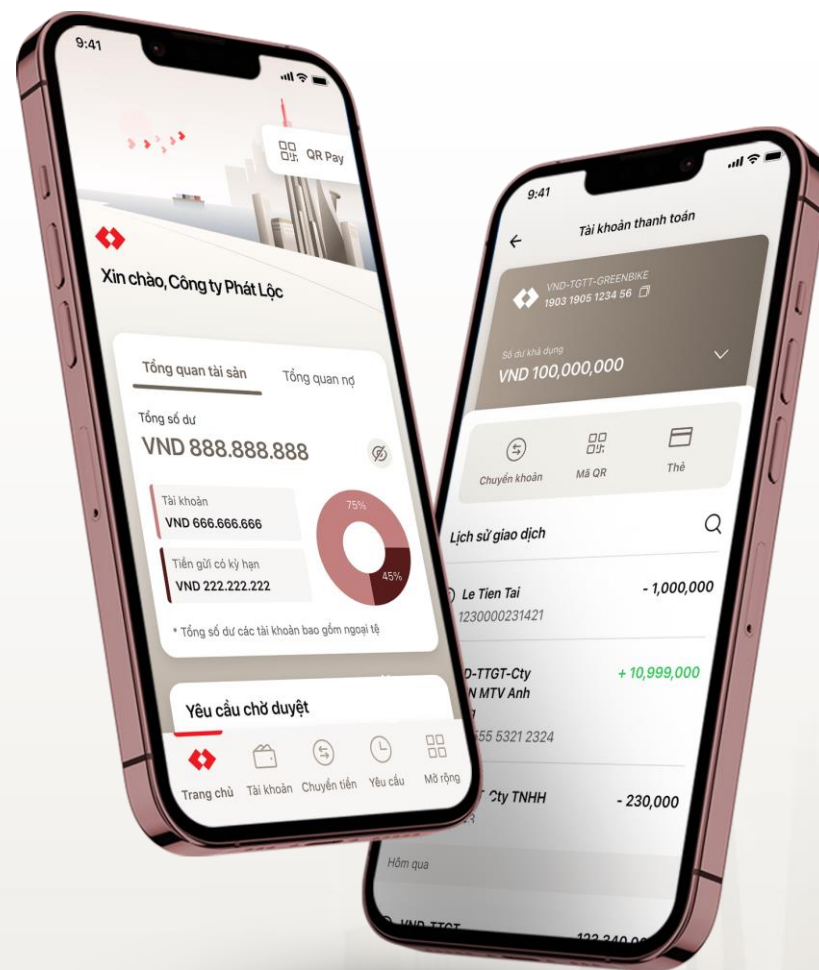 9:41
QR Pay
Xin chào, Công ty Phát Lộc
Tổng quan tài sản
Tổng quan nợ
Tổng số dư
VND 888.888.888
Tài khoản
VND 666.666.666
Tiền gửi có kỳ hạn
VND 222.222.222
75%
45%
* Tổng số dư các tài khoản bao gồm ngoại tệ
Yêu cầu chờ duyệt
Trang chủ
Tài khoản
Chuyển tiền
Yêu cầu
Mở rộng
9:41
Tài khoản thanh toán
VND-TGTT-GREENBIKE
1903 1905 1234 56
Số dư khả dụng
VND 100,000,000
Chuyển khoản
Mã QR
Thẻ
Lịch sử giao dịch
Le Tien Tai
- 1,000,000
1230000231421
D-TTGT-Cty
+ 10,999,000
N MTV Anh
555 5321 2324
Cty TNHH
- 230,000
Hôm qua
VND-TTGT